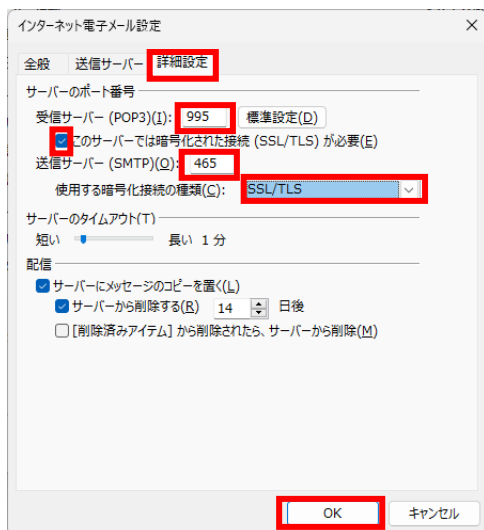 インターネット電子メール設定
全般 送信サーバー 詳細設定
サーバーのポート番号
受信サーバー (POP3)(I): 995 標準設定(D)
このサーバーでは暗号化された接続 (SSL/TLS) が必要(E)
送信サーバー (SMTP)(O): 465
使用する暗号化接続の種類(C): SSL/TLS
サーバーのタイムアウト(T)
短い 長い 1 分
配信
サーバーにメッセージのコピーを置く(L)
サーバーから削除する(R) 14 日後
[削除済みアイテム] から削除されたら、サーバーから削除(M)
OK キャンセル